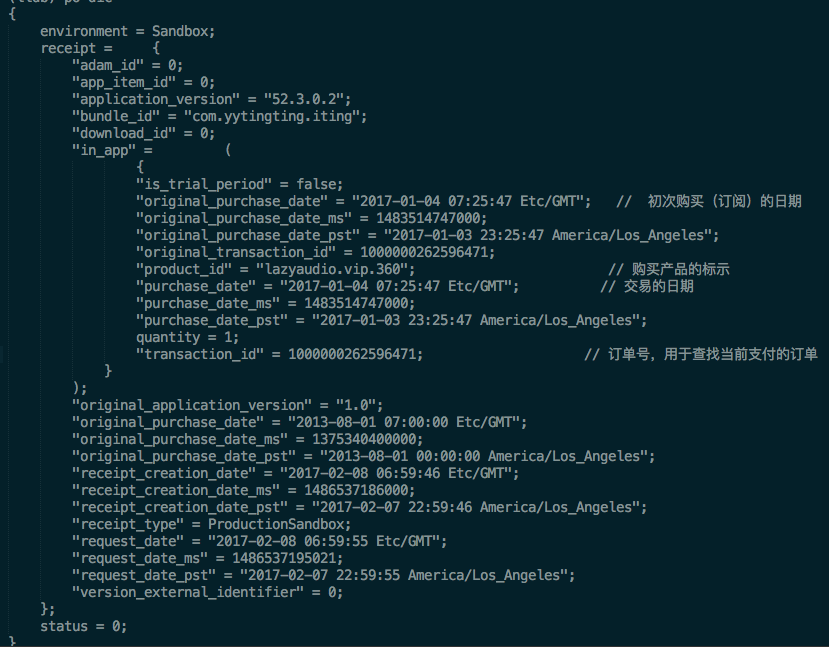 (lldb) po dic
{
environment = Sandbox;
receipt =     {
"adam_id" = 0;
"app_item_id" = 0;
"application_version" = "52.3.0.2";
"bundle_id" = "com.yytingting.iting";
"download_id" = 0;
"in_app" =         (
{
"is_trial_period" = false;
"original_purchase_date" = "2017-01-04 07:25:47 Etc/GMT";   //  初次购买（订阅）的日期
"original_purchase_date_ms" = 1483514747000;
"original_purchase_date_pst" = "2017-01-03 23:25:47 America/Los_Angeles";
"original_transaction_id" = 1000000262596471;
"product_id" = "lazyaudio.vip.360";                        // 购买产品的标示
"purchase_date" = "2017-01-04 07:25:47 Etc/GMT";          // 交易的日期
"purchase_date_ms" = 1483514747000;
"purchase_date_pst" = "2017-01-03 23:25:47 America/Los_Angeles";
quantity = 1;
"transaction_id" = 1000000262596471;                    // 订单号，用于查找当前支付的订单
}
);
"original_application_version" = "1.0";
"original_purchase_date" = "2013-08-01 07:00:00 Etc/GMT";
"original_purchase_date_ms" = 1375340400000;
"original_purchase_date_pst" = "2013-08-01 00:00:00 America/Los_Angeles";
"receipt_creation_date" = "2017-02-08 06:59:46 Etc/GMT";
"receipt_creation_date_ms" = 1486537186000;
"receipt_creation_date_pst" = "2017-02-07 22:59:46 America/Los_Angeles";
"receipt_type" = ProductionSandbox;
"request_date" = "2017-02-08 06:59:55 Etc/GMT";
"request_date_ms" = 1486537195021;
"request_date_pst" = "2017-02-07 22:59:55 America/Los_Angeles";
"version_external_identifier" = 0;
};
status = 0;
}